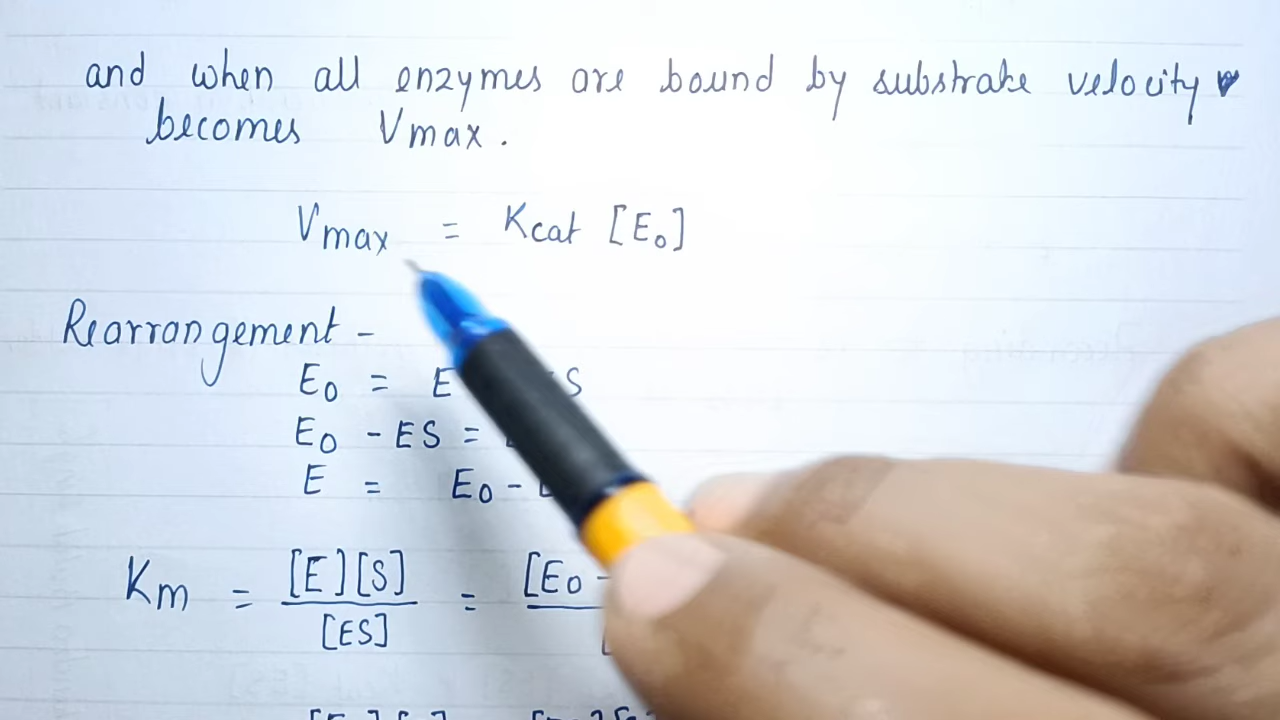 and when all enzymes are bound by substrate velocity
becomes Vmax.
Vmax = Kcat [E₀]
Rearrangement -
E₀ = E S
E₀ - ES =
E = E₀ -
Km = [E][S] / [ES] = [E₀ -